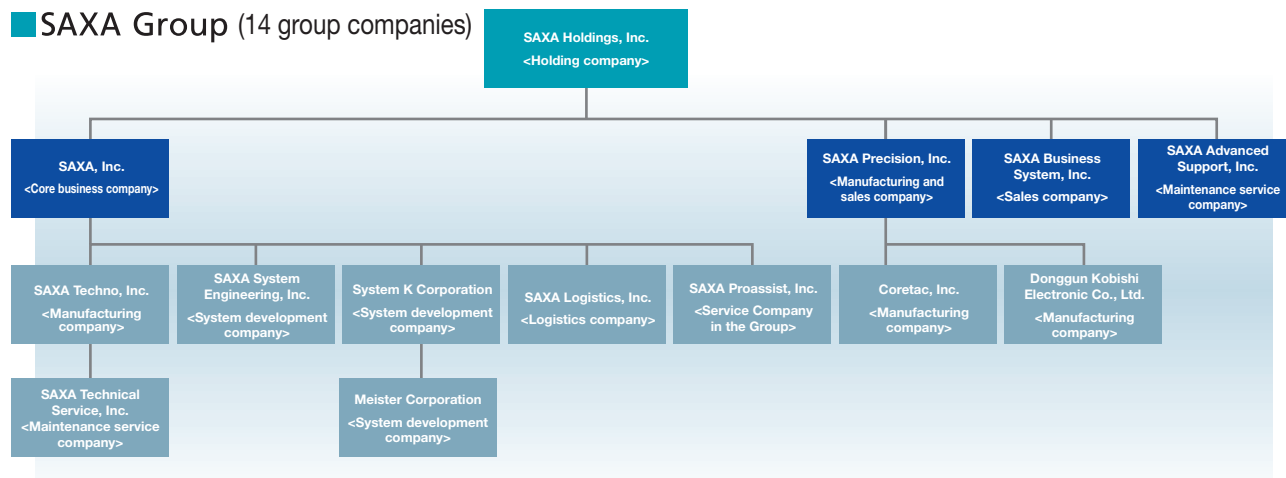 SAXA Group (14 group companies)
SAXA Holdings, Inc.
<Holding company>
SAXA, Inc.
<Core business company>
SAXA Precision, Inc.
<Manufacturing and
sales company>
SAXA Business
System, Inc.
<Sales company>
SAXA Advanced
Support, Inc.
<Maintenance service
company>
SAXA Techno, Inc.
<Manufacturing
company>
SAXA System
Engineering, Inc.
<System development
company>
System K Corporation
<System development
company>
SAXA Logistics, Inc.
<Logistics company>
SAXA Proassist, Inc.
<Service Company
in the Group>
Coretac, Inc.
<Manufacturing
company>
Donggun Kobishi
Electronic Co., Ltd.
<Manufacturing
company>
SAXA Technical
Service, Inc.
<Maintenance service
company>
Meister Corporation
<System development
company>